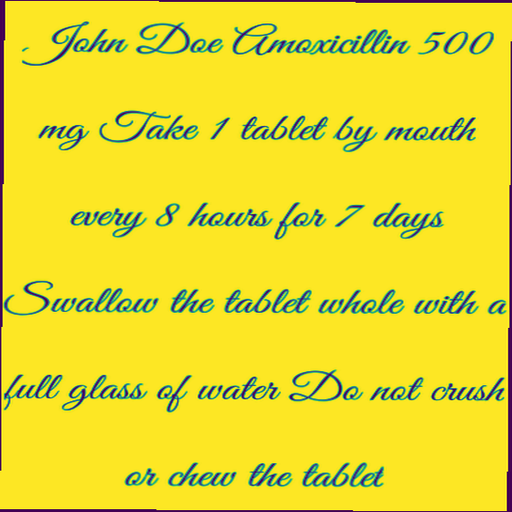 John Doe Amoxicillin 500
mg Take 1 tablet by mouth
every 8 hours for 7 days
Swallow the tablet whole with a
full glass of water Do not crush
or chew the tablet